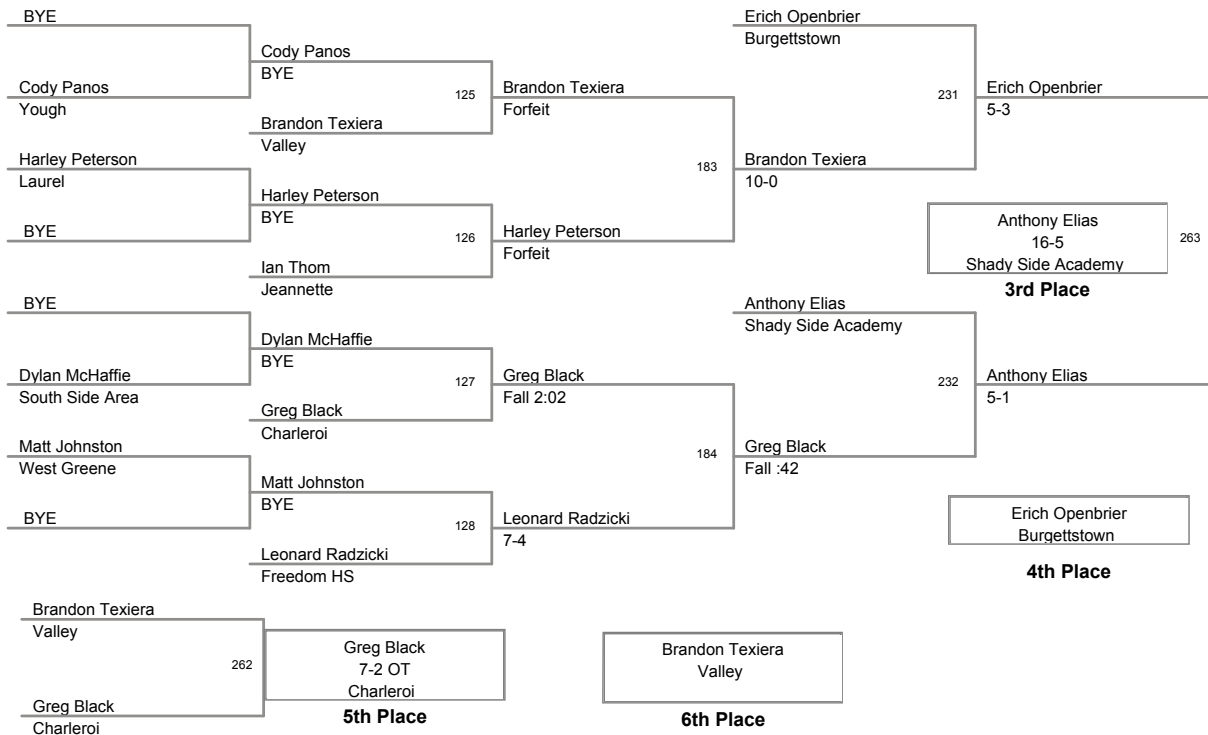 BYE
Cody Panos
Yough
Harley Peterson
Laurel
BYE
BYE
Dylan McHaffie
South Side Area
Matt Johnston
West Greene
BYE
Cody Panos
BYE
125
Brandon Texiera
Valley
Harley Peterson
BYE
126
Ian Thom
Jeannette
Dylan McHaffie
BYE
127
Greg Black
Charleroi
Matt Johnston
BYE
128
Leonard Radzicki
Freedom HS
Brandon Texiera
Forfeit
183
Harley Peterson
Forfeit
Greg Black
Fall 2:02
184
Leonard Radzicki
7-4
Erich Openbrier
Burgettstown
231
Brandon Texiera
10-0
Anthony Elias
Shady Side Academy
232
Greg Black
Fall :42
Erich Openbrier
5-3
Anthony Elias
16-5
Shady Side Academy
263
3rd Place
Anthony Elias
5-1
Erich Openbrier
Burgettstown
4th Place
Brandon Texiera
Valley
262
Greg Black
Charleroi
Greg Black
7-2 OT
Charleroi
5th Place
Brandon Texiera
Valley
6th Place